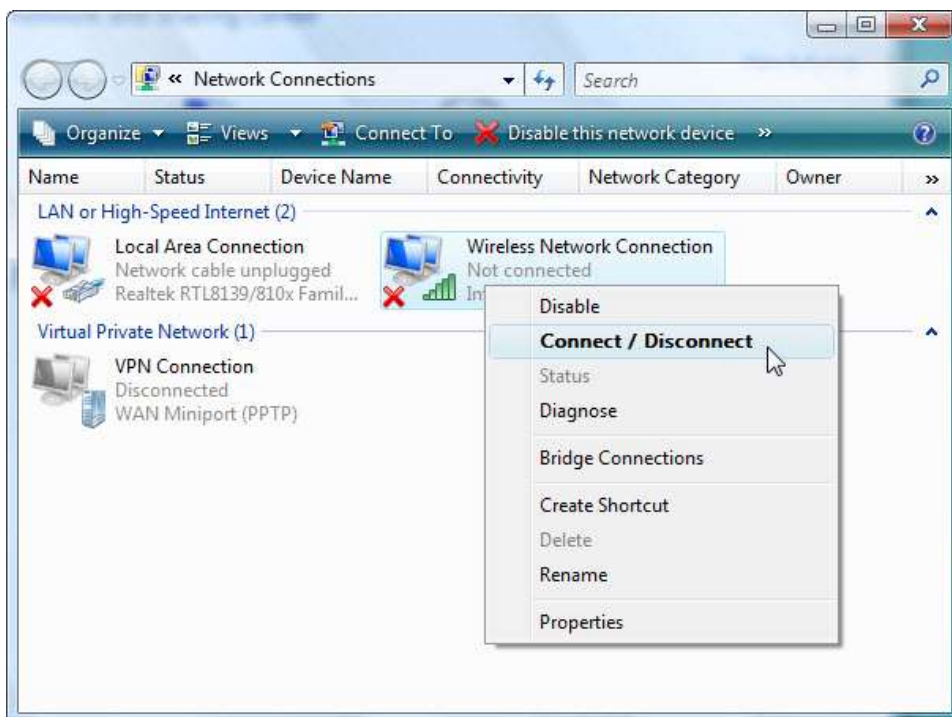 Network Connections
Search
Organize Views Connect To Disable this network device »
Name Status Device Name Connectivity Network Category Owner »
LAN or High-Speed Internet (2)
Local Area Connection
Network cable unplugged
Realtek RTL8139/810x Famil...
Wireless Network Connection
Not connected
Virtual Private Network (1)
VPN Connection
Disconnected
WAN Miniport (PPTP)
Disable
Connect / Disconnect
Status
Diagnose
Bridge Connections
Create Shortcut
Delete
Rename
Properties